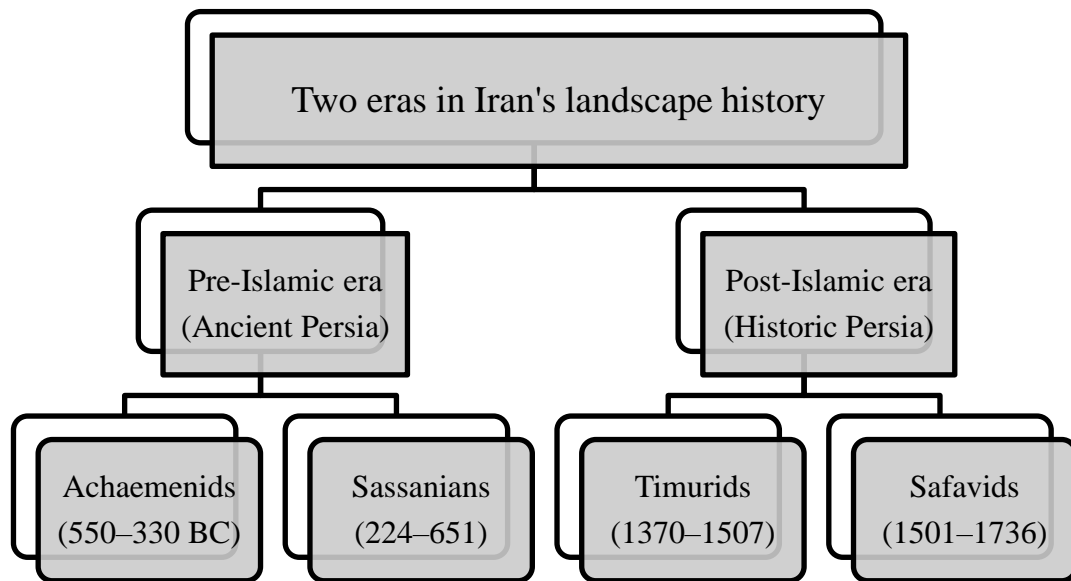 Two eras in Iran's landscape history
Pre-Islamic era
(Ancient Persia)
Post-Islamic era
(Historic Persia)
Achaemenids
(550–330 BC)
Sassanians
(224–651)
Timurids
(1370–1507)
Safavids
(1501–1736)